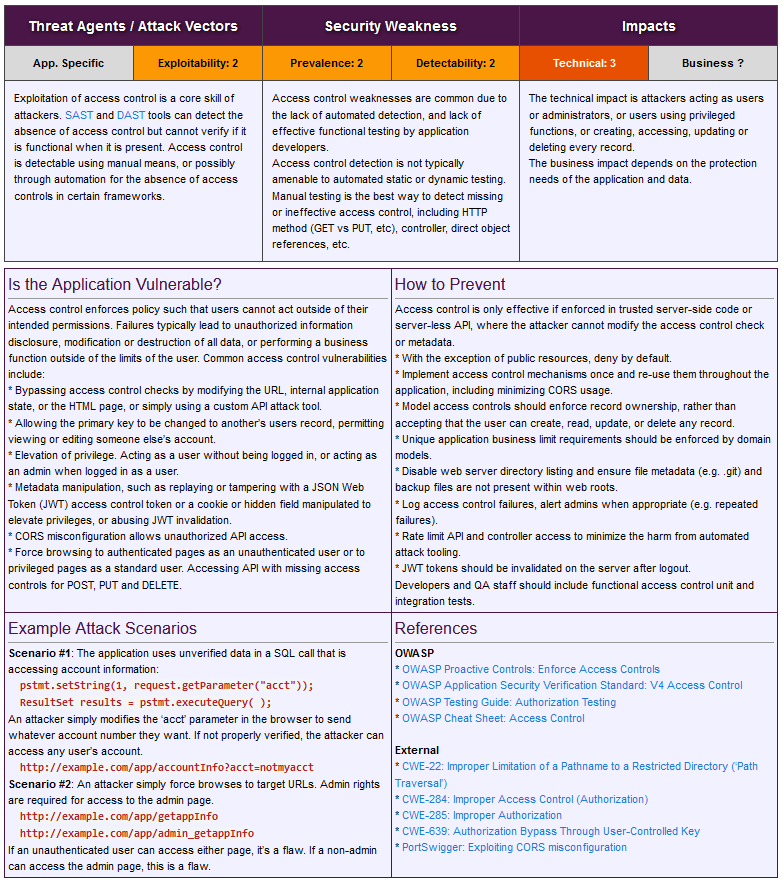 Threat Agents / Attack Vectors
Security Weakness
Impacts
App. Specific
Exploitability: 2
Prevalence: 2
Detectability: 2
Technical: 3
Business ?
Exploitation of access control is a core skill of
attackers. SAST and DAST tools can detect the
absence of access control but cannot verify if it
is functional when it is present. Access control
is detectable using manual means, or possibly
through automation for the absence of access
controls in certain frameworks.
Access control weaknesses are common due to
the lack of automated detection, and lack of
effective functional testing by application
developers.
Access control detection is not typically
amenable to automated static or dynamic testing.
Manual testing is the best way to detect missing
or ineffective access control, including HTTP
method (GET vs PUT, etc), controller, direct object
references, etc.
The technical impact is attackers acting as users
or administrators, or users using privileged
functions, or creating, accessing, updating or
deleting every record.
The business impact depends on the protection
needs of the application and data.
Is the Application Vulnerable?
Access control enforces policy such that users cannot act outside of their
intended permissions. Failures typically lead to unauthorized information
disclosure, modification or destruction of all data, or performing a business
function outside of the limits of the user. Common access control vulnerabilities
include:
* Bypassing access control checks by modifying the URL, internal application
state, or the HTML page, or simply using a custom API attack tool.
* Allowing the primary key to be changed to another's users record, permitting
viewing or editing someone else's account.
* Elevation of privilege. Acting as a user without being logged in, or acting as
an admin when logged in as a user.
* Metadata manipulation, such as replaying or tampering with a JSON Web
Token (JWT) access control token or a cookie or hidden field manipulated to
elevate privileges, or abusing JWT invalidation.
* CORS misconfiguration allows unauthorized API access.
* Force browsing to authenticated pages as an unauthenticated user or to
privileged pages as a standard user. Accessing API with missing access
controls for POST, PUT and DELETE.
How to Prevent
Access control is only effective if enforced in trusted server-side code or
server-less API, where the attacker cannot modify the access control check
or metadata.
* With the exception of public resources, deny by default.
* Implement access control mechanisms once and re-use them throughout the
application, including minimizing CORS usage.
* Model access controls should enforce record ownership, rather than
accepting that the user can create, read, update, or delete any record.
* Unique application business limit requirements should be enforced by domain
models.
* Disable web server directory listing and ensure file metadata (e.g. .git) and
backup files are not present within web roots.
* Log access control failures, alert admins when appropriate (e.g. repeated
failures).
* Rate limit API and controller access to minimize the harm from automated
attack tooling.
* JWT tokens should be invalidated on the server after logout.
Developers and QA staff should include functional access control unit and
integration tests.
Example Attack Scenarios
Scenario #1: The application uses unverified data in a SQL call that is
accessing account information:
pstmt.setString(1, request.getParameter("acct"));
ResultSet results = pstmt.executeQuery( );
An attacker simply modifies the 'acct' parameter in the browser to send
whatever account number they want. If not properly verified, the attacker can
access any user's account.
http://example.com/app/accountInfo?acct=notmyacct
Scenario #2: An attacker simply force browses to target URLs. Admin rights
are required for access to the admin page.
http://example.com/app/getappInfo
http://example.com/app/admin_getappInfo
If an unauthenticated user can access either page, it's a flaw. If a non-admin
can access the admin page, this is a flaw.
References
OWASP
* OWASP Proactive Controls: Enforce Access Controls
* OWASP Application Security Verification Standard: V4 Access Control
* OWASP Testing Guide: Authorization Testing
* OWASP Cheat Sheet: Access Control
External
* CWE-22: Improper Limitation of a Pathname to a Restricted Directory ('Path
Traversal')
* CWE-284: Improper Access Control (Authorization)
* CWE-285: Improper Authorization
* CWE-639: Authorization Bypass Through User-Controlled Key
* PortSwigger: Exploiting CORS misconfiguration